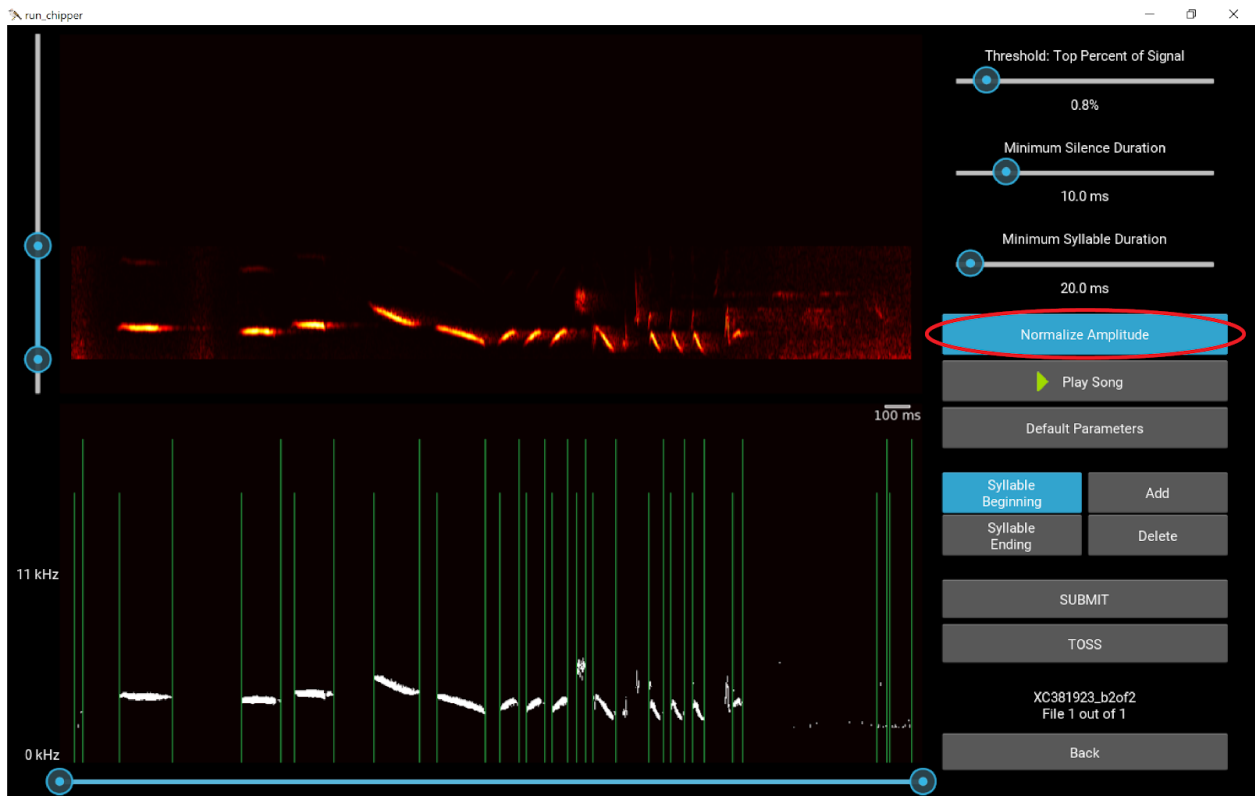 run_chipper
Threshold: Top Percent of Signal
0.8%
Minimum Silence Duration
10.0 ms
Minimum Syllable Duration
20.0 ms
Normalize Amplitude
Play Song
Default Parameters
100 ms
Syllable
Beginning
Add
Syllable
Ending
Delete
11 kHz
SUBMIT
TOSS
XC381923_b2of2
File 1 out of 1
0 kHz
Back